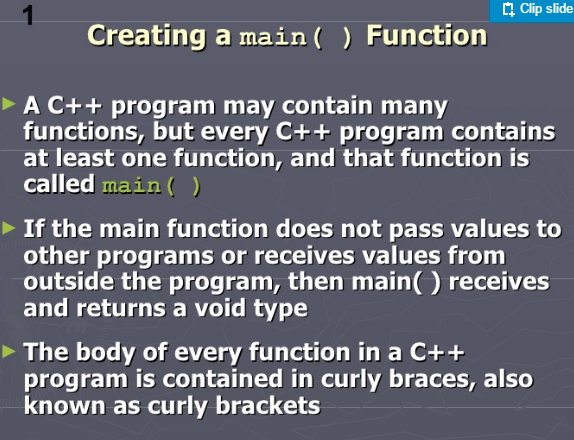 1
Clip slide
Creating a main( ) Function
► A C++ program may contain many
functions, but every C++ program contains
at least one function, and that function is
called main( )
► If the main function does not pass values to
other programs or receives values from
outside the program, then main( ) receives
and returns a void type
► The body of every function in a C++
program is contained in curly braces, also
known as curly brackets